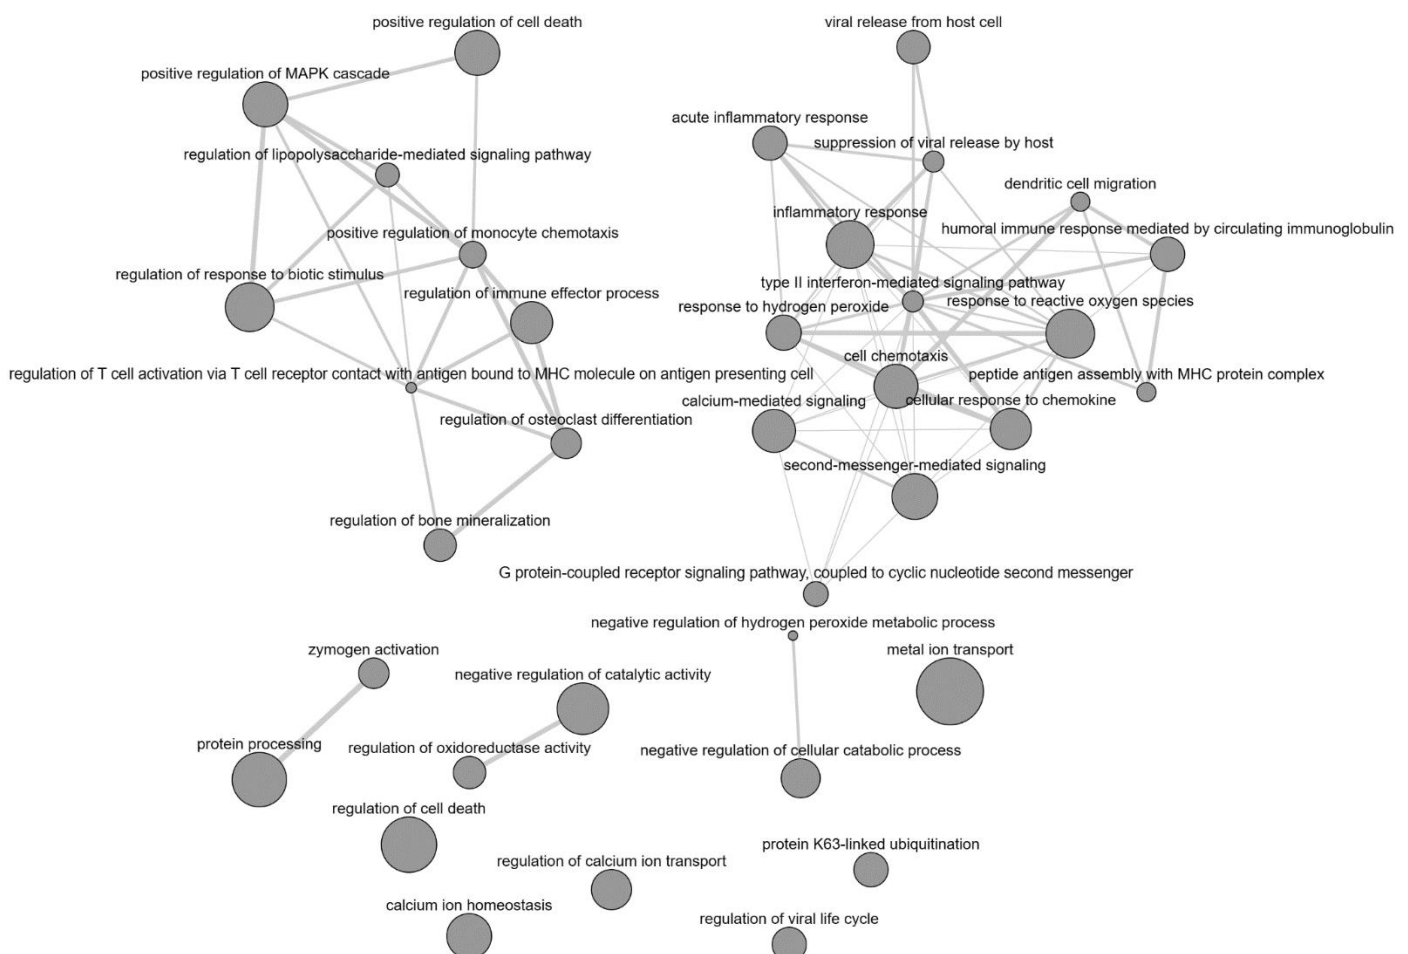 positive regulation of cell death
viral release from host cell
positive regulation of MAPK cascade
acute inflammatory response
suppression of viral release by host
regulation of lipopolysaccharide-mediated signaling pathway
dendritic cell migration
inflammatory response
humoral immune response mediated by circulating immunoglobulin
positive regulation of monocyte chemotaxis
regulation of response to biotic stimulus
type II interferon-mediated signaling pathway
regulation of immune effector process
response to hydrogen peroxide
response to reactive oxygen species
cell chemotaxis
regulation of T cell activation via T cell receptor contact with antigen bound to MHC molecule on antigen presenting cell
peptide antigen assembly with MHC protein complex
calcium-mediated signaling
cellular response to chemokine
regulation of osteoclast differentiation
second-messenger-mediated signaling
regulation of bone mineralization
G protein-coupled receptor signaling pathway, coupled to cyclic nucleotide second messenger
negative regulation of hydrogen peroxide metabolic process
zymogen activation
metal ion transport
negative regulation of catalytic activity
protein processing
regulation of oxidoreductase activity
negative regulation of cellular catabolic process
regulation of cell death
protein K63-linked ubiquitination
regulation of calcium ion transport
calcium ion homeostasis
regulation of viral life cycle